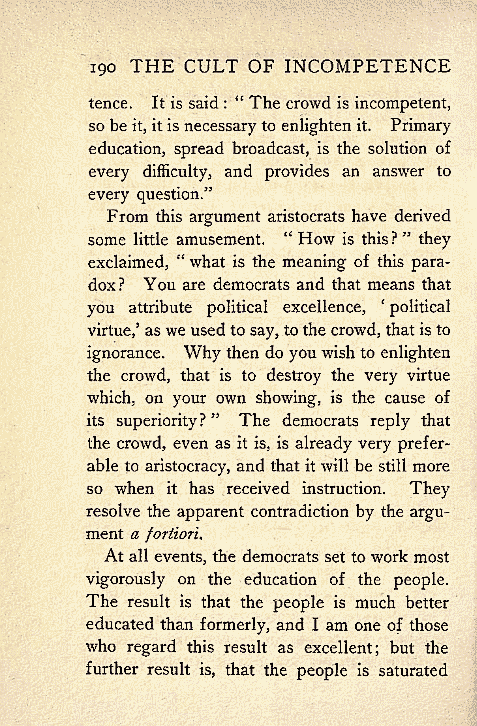 190 THE CULT OF INCOMPETENCE
tence. It is said : “ The crowd is incompetent,
so be it, it is necessary to enlighten it. Primary
education, spread broadcast, is the solution of
every difficulty, and provides an answer to
every question.”
From this argument aristocrats have derived
some little amusement. “ How is this? ” they
exclaimed, “ what is the meaning of this para-
dox? You are democrats and that means that
you attribute political excellence, ‘ political
virtue,’ as we used to say, to the crowd, that is to
ignorance. Why then do you wish to enlighten
the crowd, that is to destroy the very virtue
which, on your own showing, is the cause of
its superiority? ” The democrats reply that
the crowd, even as it is, is already very prefer-
able to aristocracy, and that it will be still more
so when it has received instruction. They
resolve the apparent contradiction by the argu-
ment a fortiori.
At all events, the democrats set to work most
vigorously on the education of the people.
The result is that the people is much better
educated than formerly, and I am one of those
who regard this result as excellent; but the
further result is, that the people is saturated